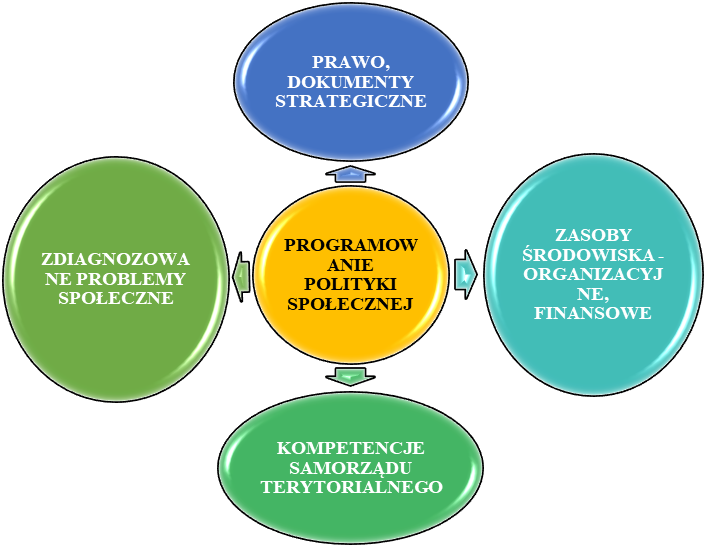 PRAWO,
DOKUMENTY
STRATEGICZNE
ZDIAGNOZOWA
NE PROBLEMY
SPOŁECZNE
PROGRAMOW
ANIE
POLITYKI
SPOŁECZNEJ
ZASOBY
ŚRODOWISKA -
ORGANIZACYJ
NE,
FINANSOWE
KOMPETENCJE
SAMORZĄDU
TERYTORIALNEGO